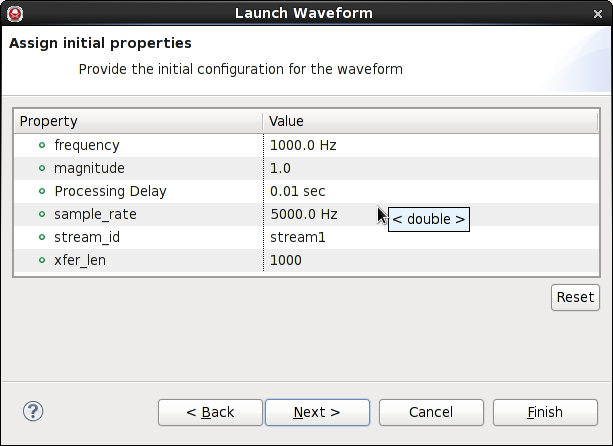 Launch Waveform
Assign initial properties
Provide the initial configuration for the waveform
Property Value
frequency 1000.0 Hz
magnitude 1.0
Processing Delay 0.01 sec
sample_rate 5000.0 Hz
< double >
stream_id stream1
xfer_len 1000
Reset
? < Back Next > Cancel Finish